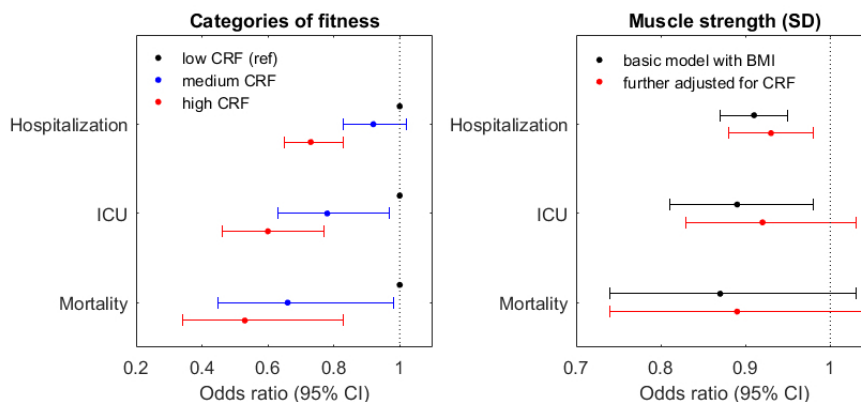 Categories of fitness
low CRF (ref)
medium CRF
high CRF
Hospitalization
ICU
Mortality
0.2 0.4 0.6 0.8 1
Odds ratio (95% CI)
Muscle strength (SD)
basic model with BMI
further adjusted for CRF
Hospitalization
ICU
Mortality
0.7 0.8 0.9 1
Odds ratio (95% CI)